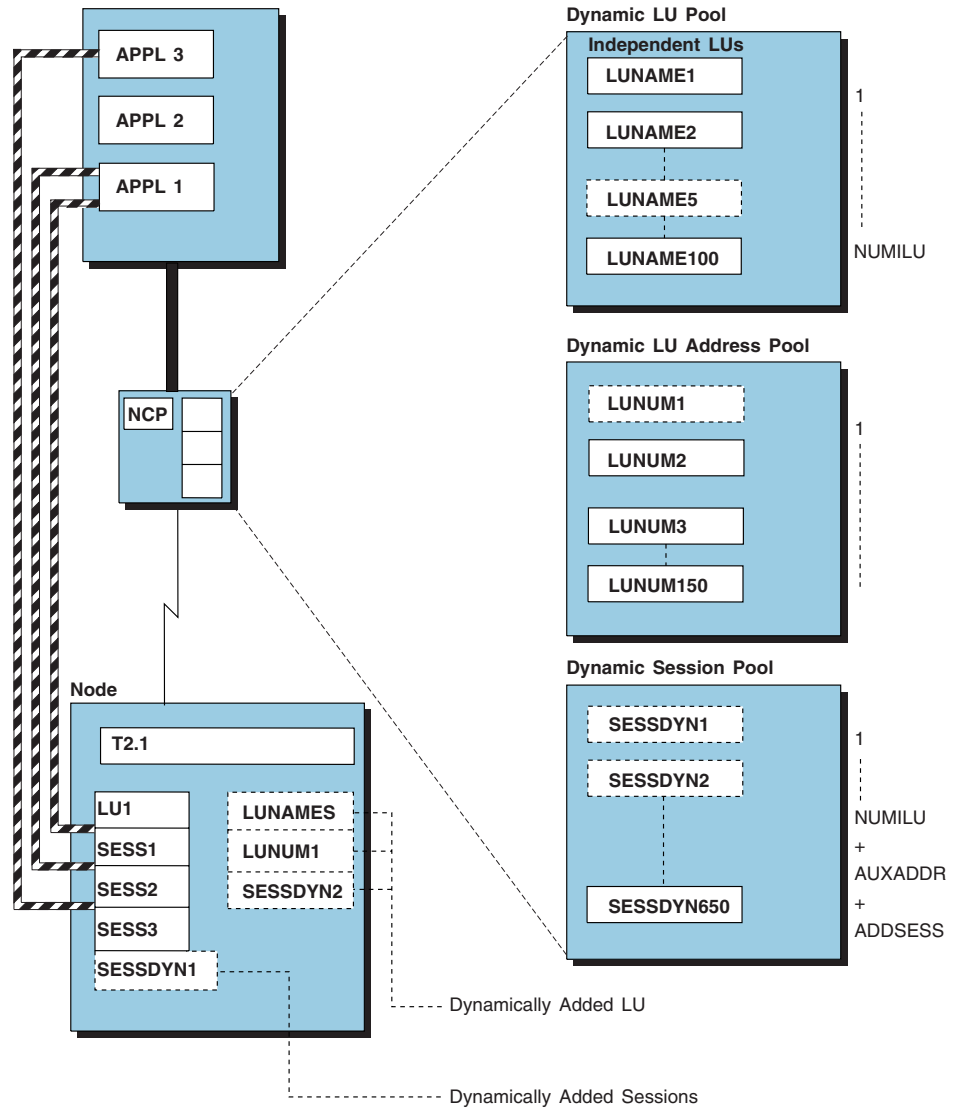 APPL 3
APPL 2
APPL 1
NCP
Node
T2.1
LU1
SESS1
SESS2
SESS3
SESSDYN1
LUNAMES
LUNUM1
SESSDYN2
Dynamically Added LU
Dynamically Added Sessions
Dynamic LU Pool
Independent LUs
LUNAME1
LUNAME2
LUNAME5
LUNAME100
1
NUMILU
Dynamic LU Address Pool
LUNUM1
LUNUM2
LUNUM3
LUNUM150
1
Dynamic Session Pool
SESSDYN1
SESSDYN2
SESSDYN650
1
NUMILU
+
AUXADDR
+
ADDSESS